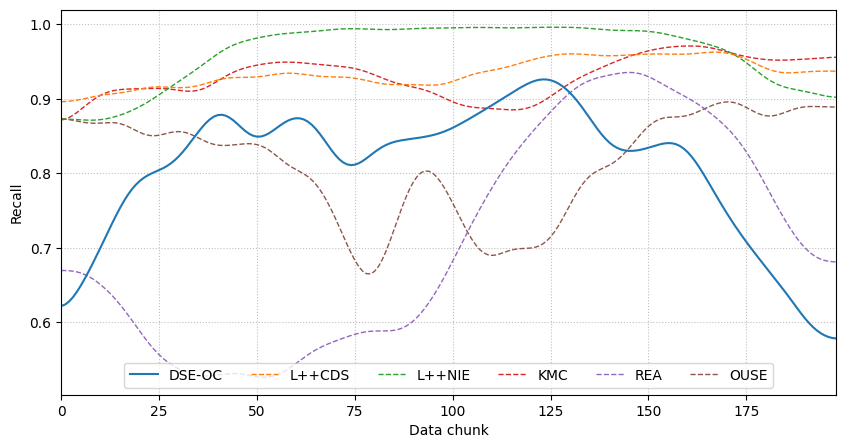 1.0
0.9
0.8
0.7
0.6
Recall
DSE-OC L++CDS L++NIE KMC REA OUSE
0 25 50 75 100 125 150 175
Data chunk